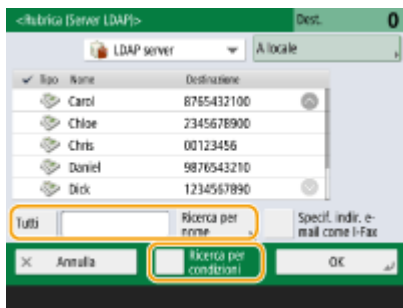 <Rubrica (Server LDAP)>
Dest. 0
LDAP server
A locale
✓ Tipo Nome Destinazione
Carol 8765432100
Chloe 2345678900
Chris 00123456
Daniel 9876543210
Dick 1234567890
Tutti
Ricerca per
nome
Specif. indir. e-
mail come I-Fax
× Annulla
Ricerca per
condizioni
OK